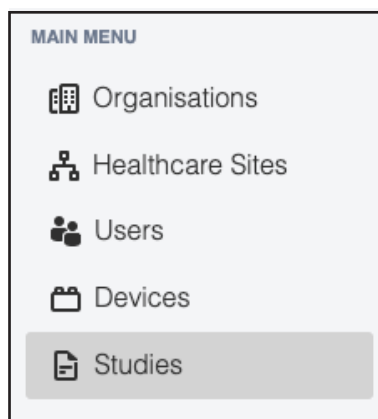 MAIN MENU
Organisations
Healthcare Sites
Users
Devices
Studies